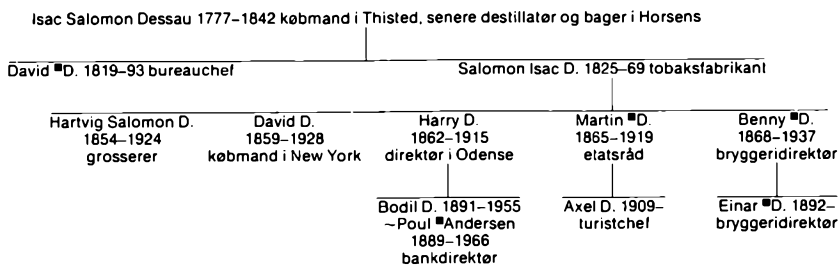 Isac Salomon Dessau 1777–1842 købmand i Thisted, senere destillatør og bager i Horsens
David ■D. 1819–93 bureauchef
Salomon Isac D. 1825–69 tobaksfabrikant
Hartvig Salomon D.
1854–1924
grosserer
David D.
1859–1928
købmand i New York
Harry D.
1862–1915
direktør i Odense
Martin ■D.
1865–1919
etatsråd
Benny ■D.
1868–1937
bryggeridirektør
Bodil D. 1891–1955
~Poul ■Andersen
1889–1966
bankdirektør
Axel D. 1909–
turistchef
Einar ■D. 1892–
bryggeridirektør